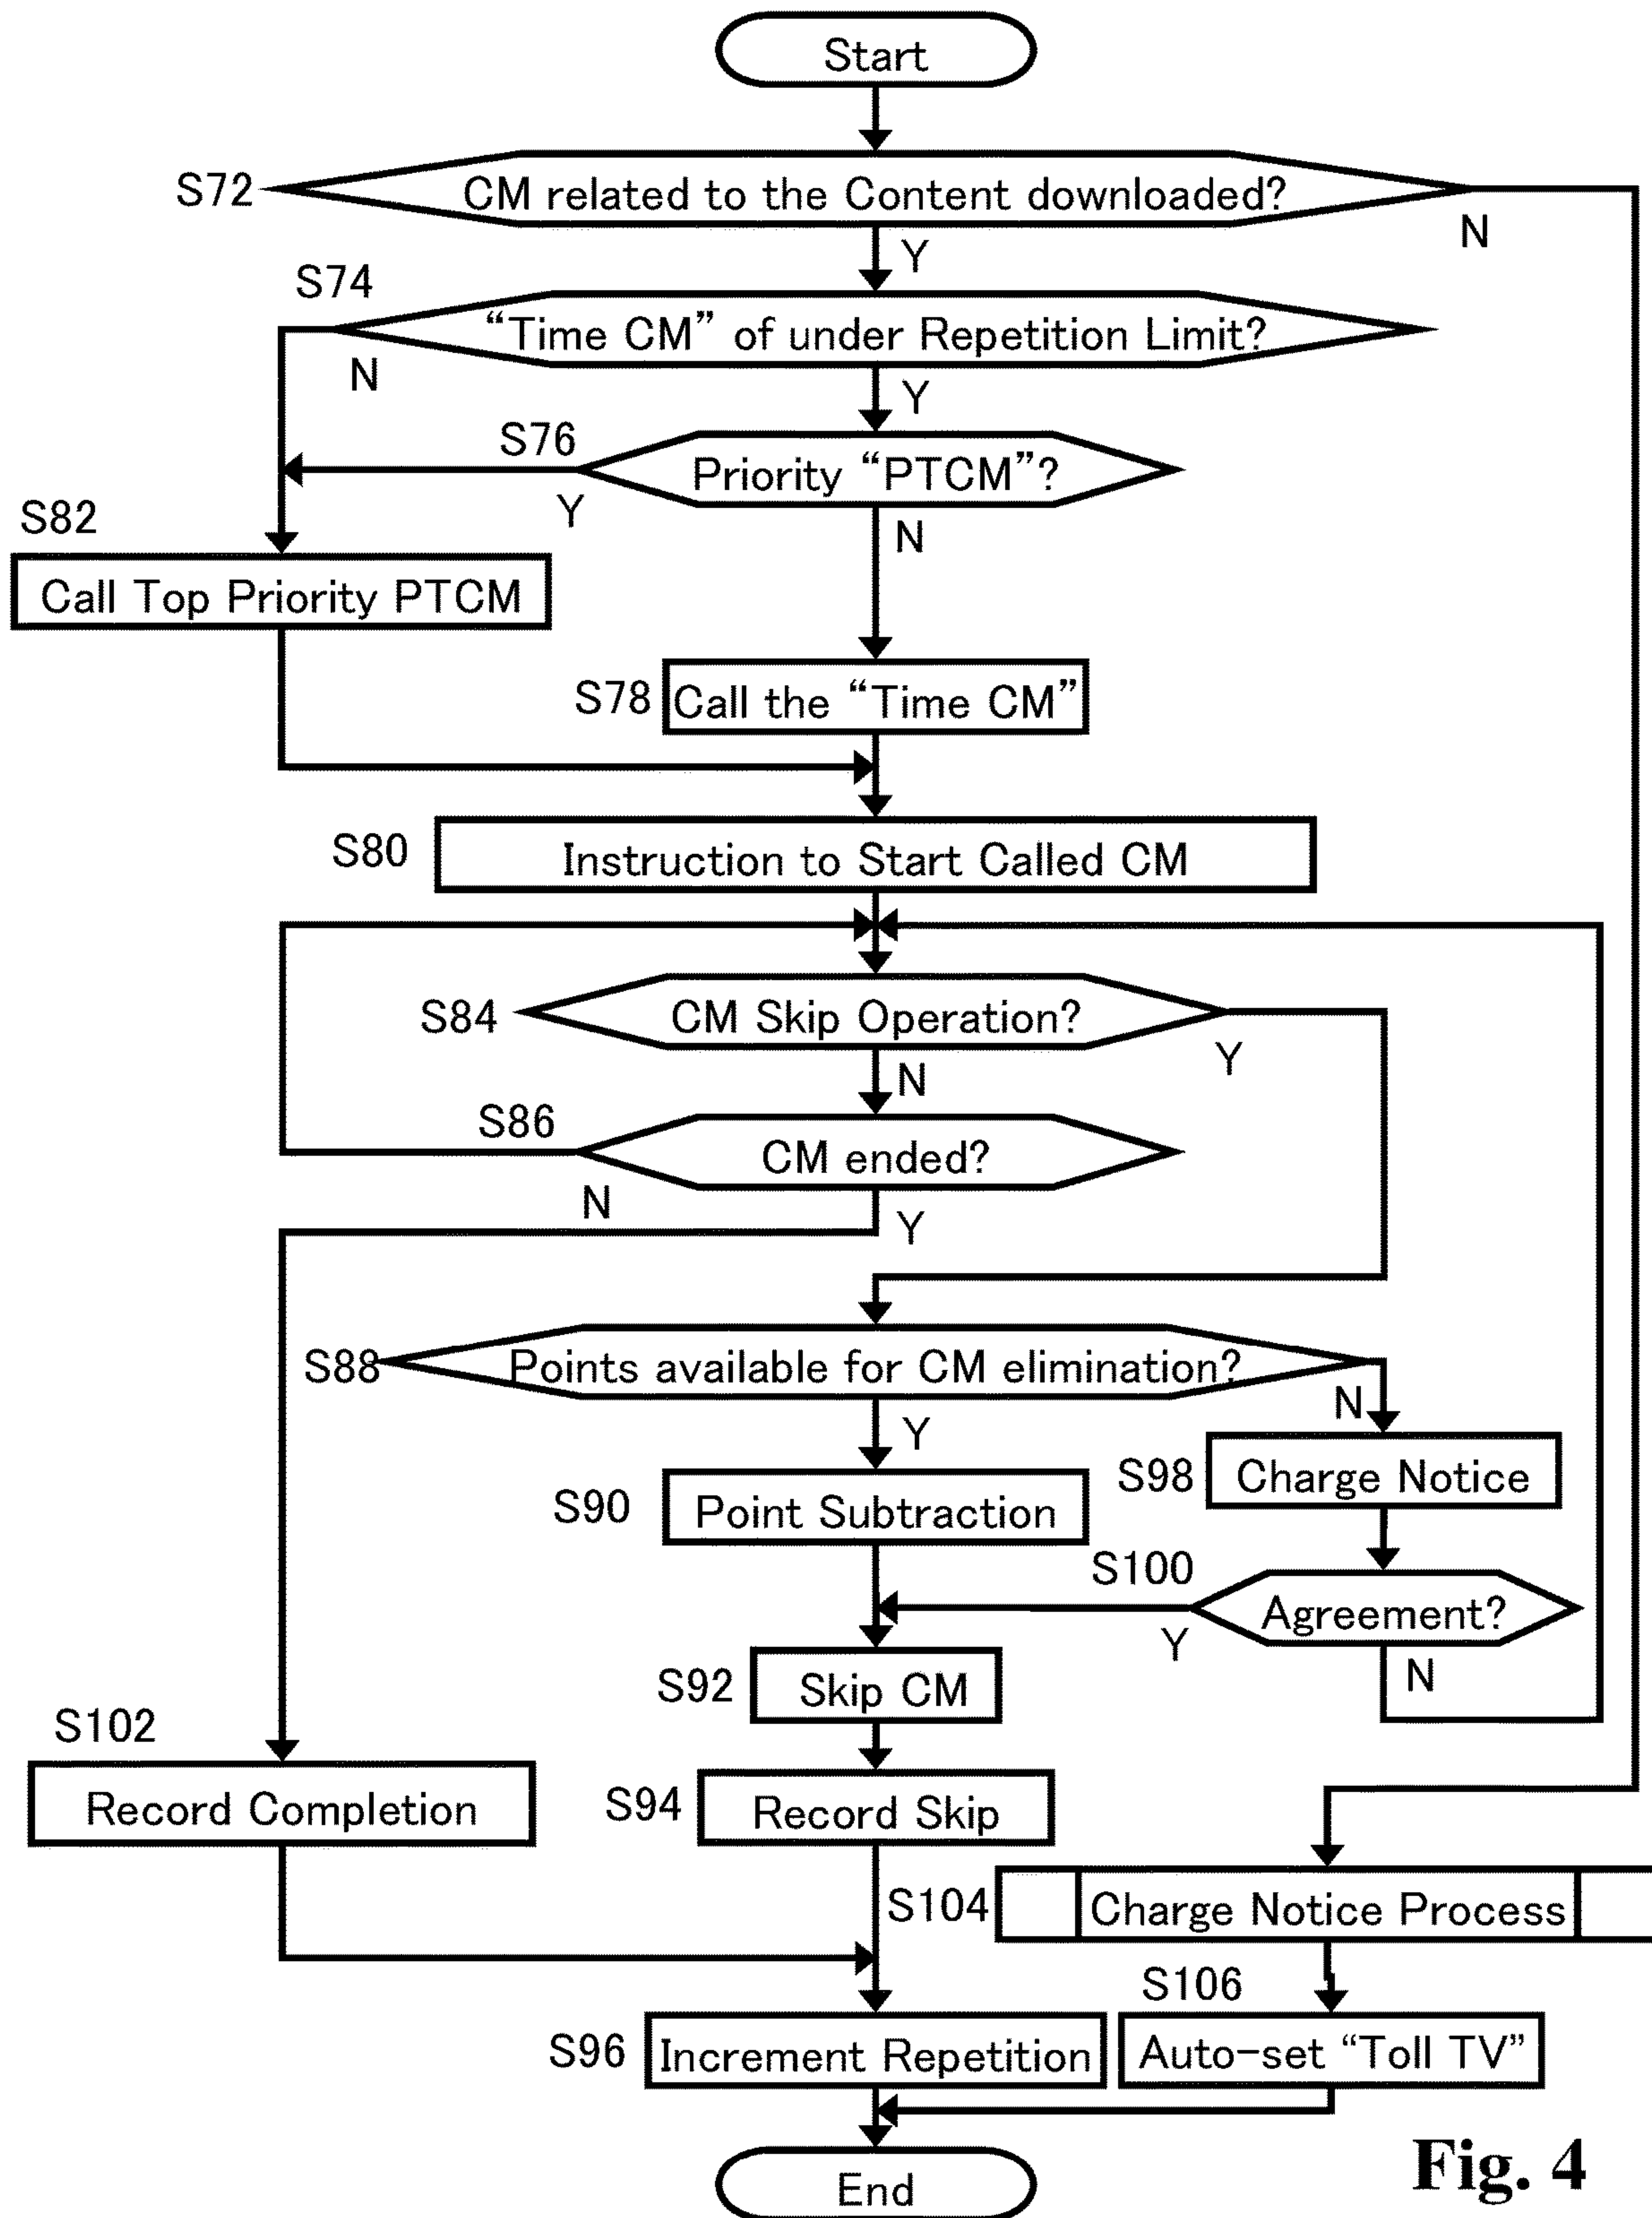 Start
S72
CM related to the Content downloaded?
N
Y
S74
“Time CM” of under Repetition Limit?
N
Y
S76
Priority “PTCM”?
Y
N
S82
Call Top Priority PTCM
S78
Call the “Time CM”
S80
Instruction to Start Called CM
S84
CM Skip Operation?
Y
N
S86
CM ended?
N
Y
S88
Points available for CM elimination?
N
Y
S98
Charge Notice
S90
Point Subtraction
S100
Agreement?
Y
N
S92
Skip CM
S102
Record Completion
S94
Record Skip
S104
Charge Notice Process
S106
S96
Increment Repetition
Auto-set “Toll TV”
End
Fig. 4